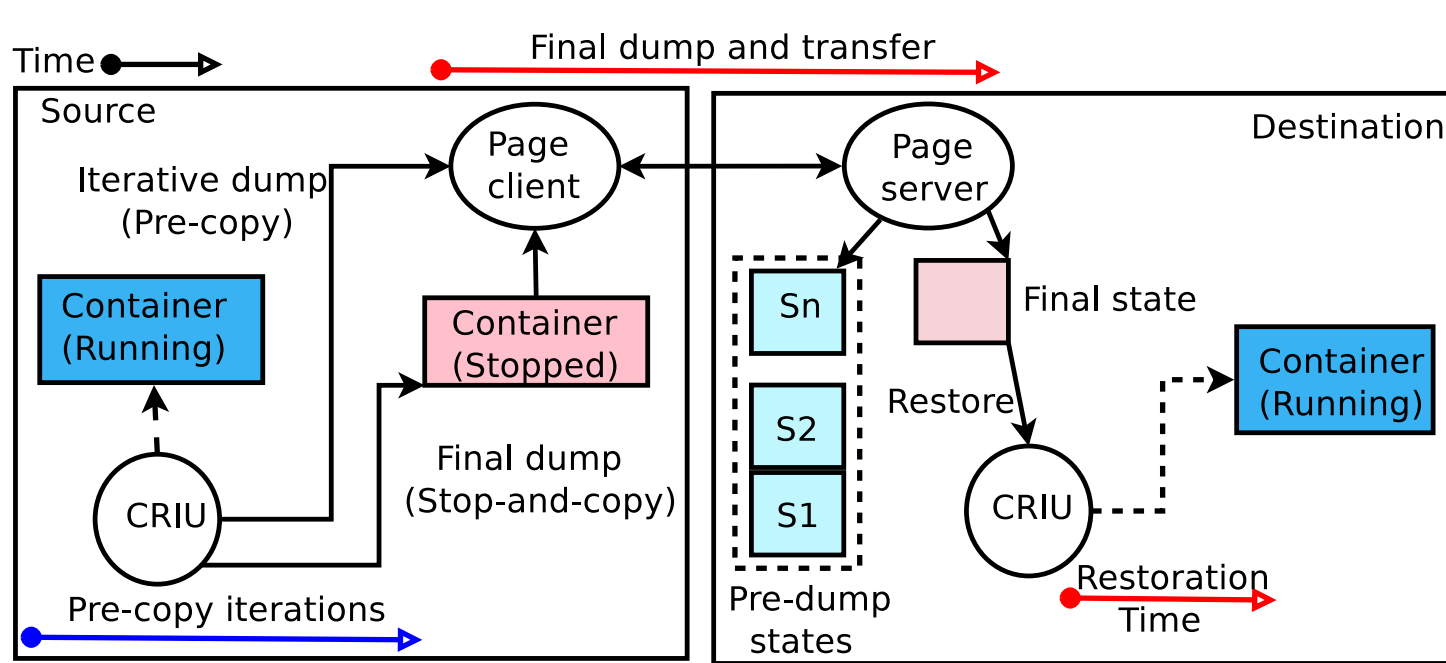 Time
Final dump and transfer
Source
Iterative dump
(Pre-copy)
Page
client
Container
(Running)
Container
(Stopped)
CRIU
Final dump
(Stop-and-copy)
Pre-copy iterations
Destination
Page
server
Sn
S2
S1
Pre-dump
states
Final state
Restore
CRIU
Container
(Running)
Restoration
Time